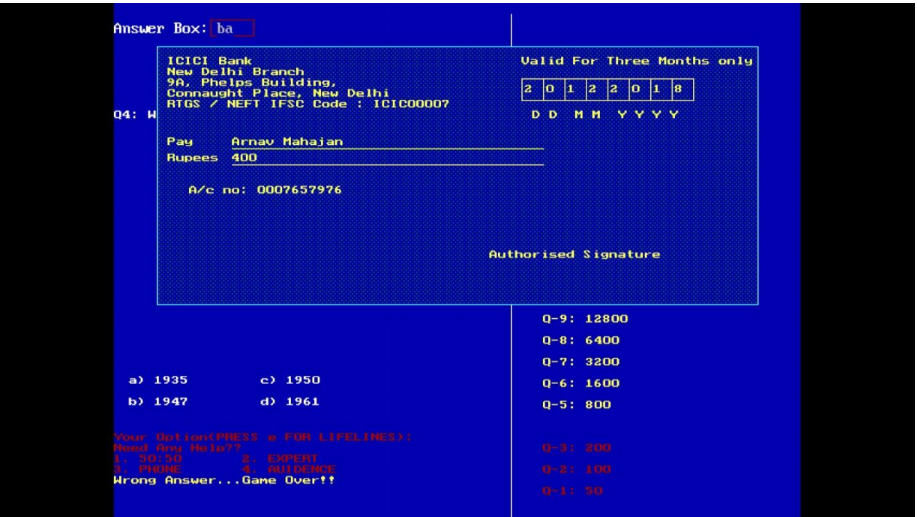 Answer Box: ba
ICICI Bank
New Delhi Branch
9A, Phelps Building,
Connaught Place, New Delhi
RTGS / NEFT IFSC Code : ICIC00007
Valid For Three Months only
2 0 1 2 2 0 1 8
D D M M Y Y Y Y
Q4: W
Pay Arnav Mahajan
Rupees 400
A/c no: 0007657976
Authorised Signature
Q-9: 12800
Q-8: 6400
Q-7: 3200
Q-6: 1600
Q-5: 800
a) 1935 c) 1950
b) 1947 d) 1961
Your Option(PRESS e FOR LIFELINES):
Need Any Help??
1. 50:50 2. EXPERT
3. PHONE 4. AUIDENCE
Wrong Answer...Game Over!!
Q-3: 200
Q-2: 100
Q-1: 50